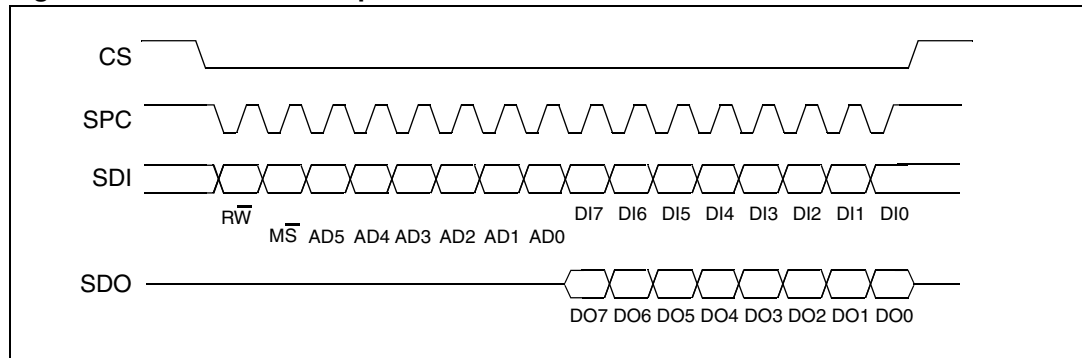 CS
SPC
SDI
RW̅
DI7 DI6 DI5 DI4 DI3 DI2 DI1 DI0
MS̅ AD5 AD4 AD3 AD2 AD1 AD0
SDO
DO7 DO6 DO5 DO4 DO3 DO2 DO1 DO0